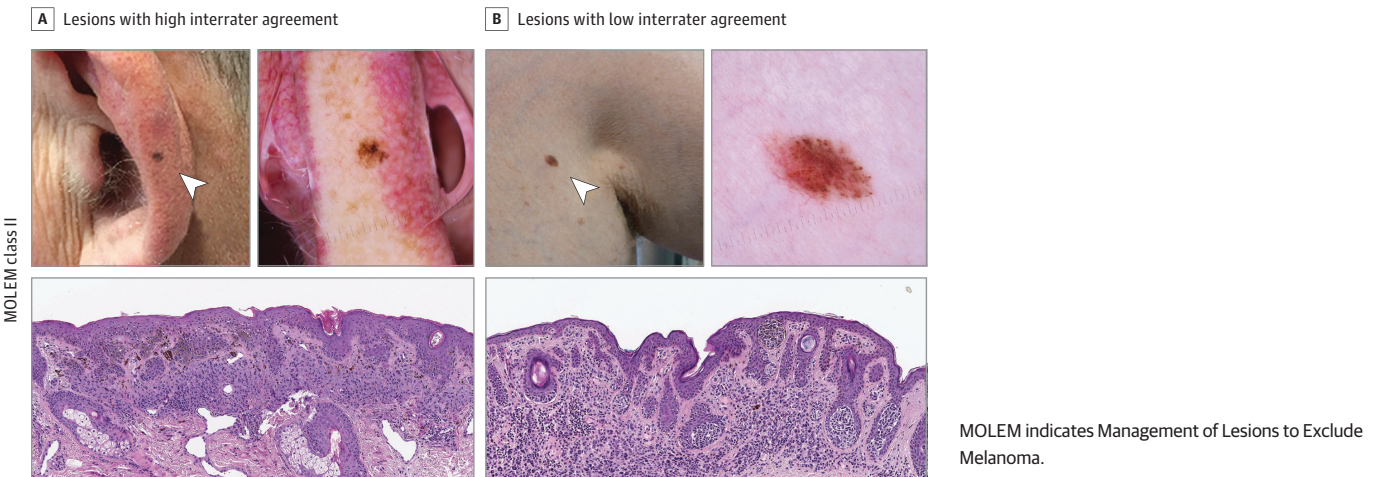 A Lesions with high interrater agreement
B Lesions with low interrater agreement
MOLEM class II
MOLEM indicates Management of Lesions to Exclude
Melanoma.